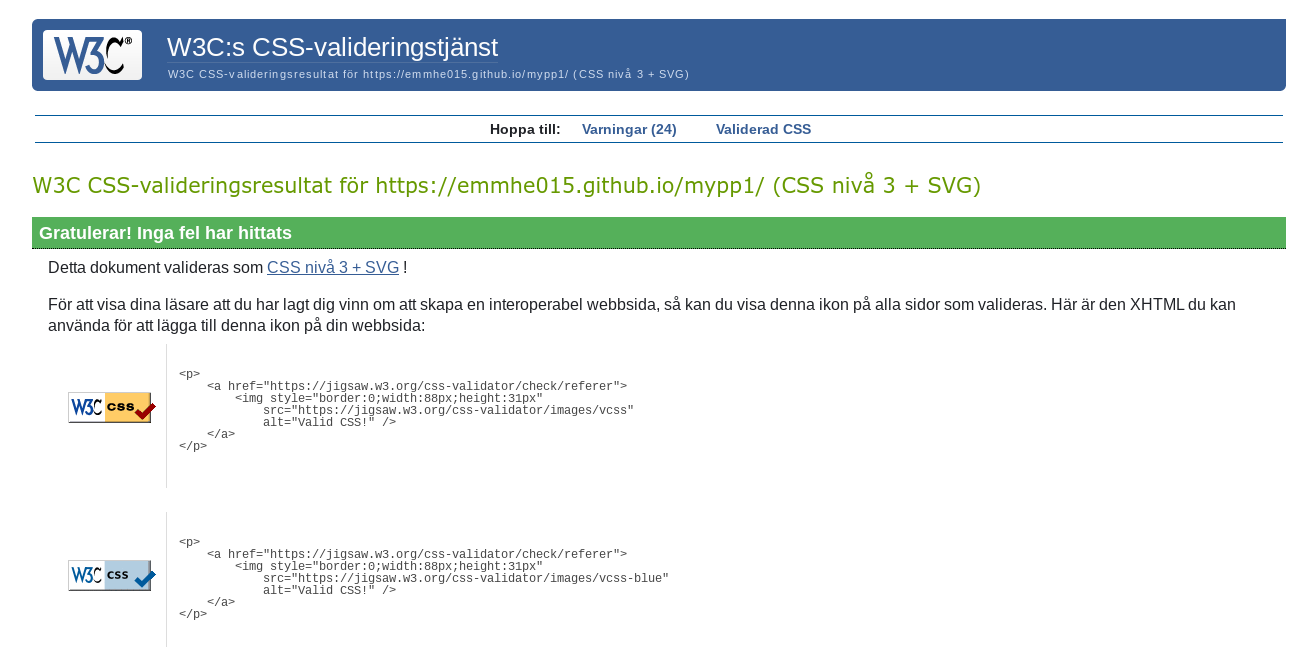 W3C®
W3C:s CSS-valideringstjänst
W3C CSS-valideringsresultat för https://emmhe015.github.io/mypp1/ (CSS nivå 3 + SVG)
Hoppa till: Varningar (24) Validerad CSS
W3C CSS-valideringsresultat för https://emmhe015.github.io/mypp1/ (CSS nivå 3 + SVG)
Gratulerar! Inga fel har hittats
Detta dokument valideras som CSS nivå 3 + SVG !
För att visa dina läsare att du har lagt dig vinn om att skapa en interoperabel webbsida, så kan du visa denna ikon på alla sidor som valideras. Här är den XHTML du kan
använda för att lägga till denna ikon på din webbsida:
W3C css
<p>
<a href="https://jigsaw.w3.org/css-validator/check/referer">
<img style="border:0;width:88px;height:31px"
src="https://jigsaw.w3.org/css-validator/images/vcss"
alt="Valid CSS!" />
</a>
</p>
W3C css
<p>
<a href="https://jigsaw.w3.org/css-validator/check/referer">
<img style="border:0;width:88px;height:31px"
src="https://jigsaw.w3.org/css-validator/images/vcss-blue"
alt="Valid CSS!" />
</a>
</p>